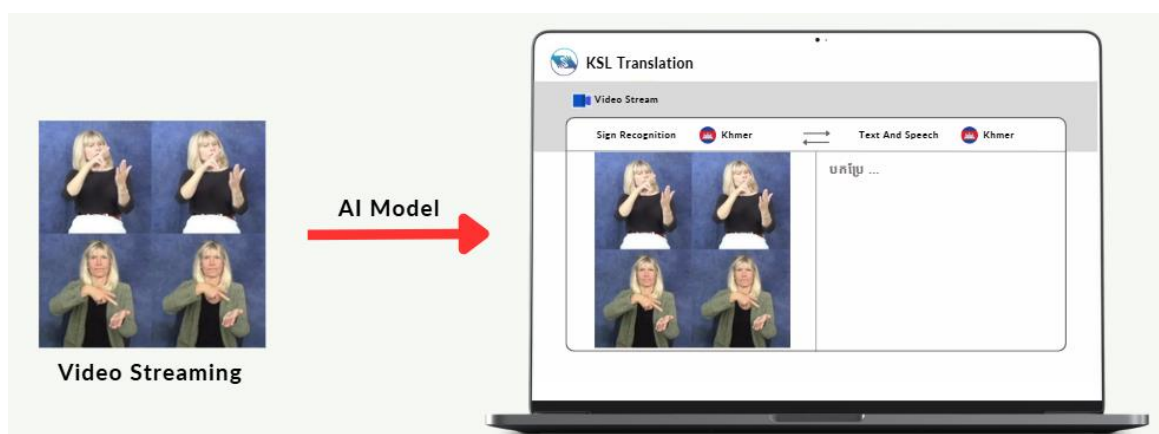 KSL Translation
Video Stream
Sign Recognition Khmer Text And Speech Khmer
បកប្រែ ...
AI Model
Video Streaming